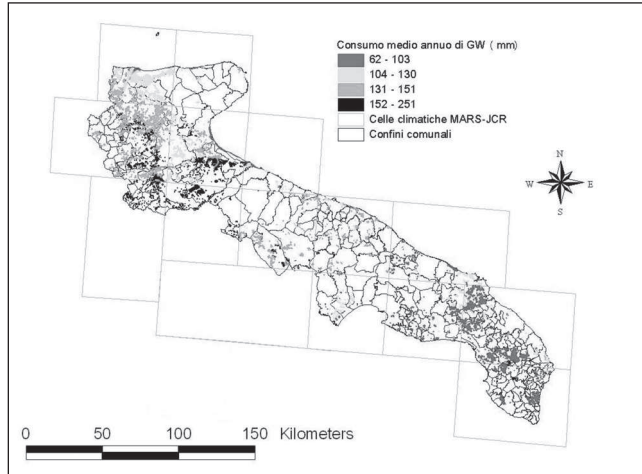 Consumo medio annuo di GW ( mm)
62 - 103
104 - 130
131 - 151
152 - 251
Celle climatiche MARS-JCR
Confini comunali
N
W E
S
0 50 100 150 Kilometers